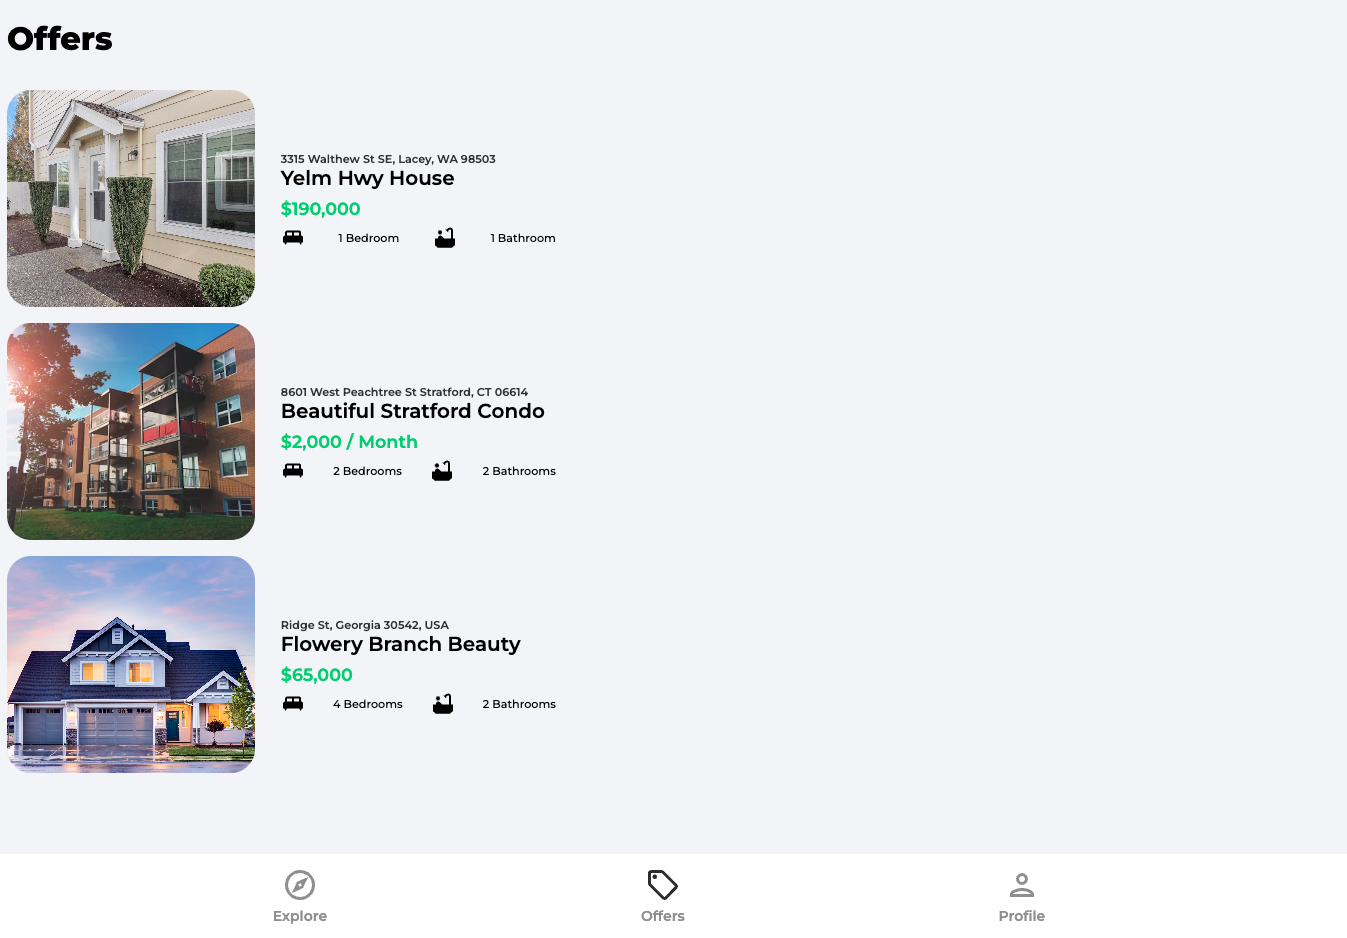 Offers
3315 Walthew St SE, Lacey, WA 98503
Yelm Hwy House
$190,000
1 Bedroom 1 Bathroom
8601 West Peachtree St Stratford, CT 06614
Beautiful Stratford Condo
$2,000 / Month
2 Bedrooms 2 Bathrooms
Ridge St, Georgia 30542, USA
Flowery Branch Beauty
$65,000
4 Bedrooms 2 Bathrooms
Explore Offers Profile